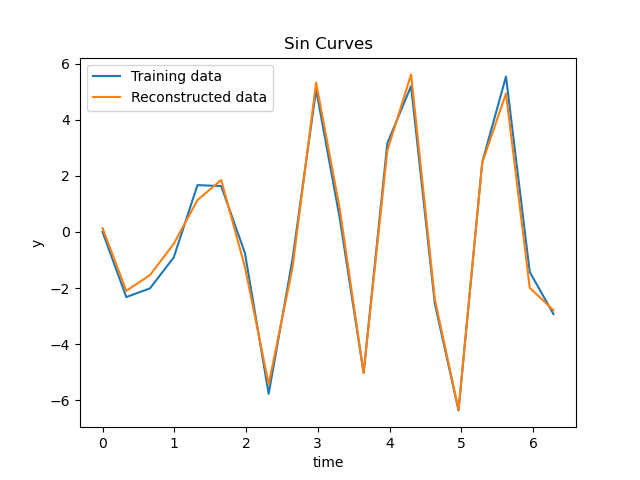 Sin Curves
Training data
Reconstructed data
6
4
2
0
−2
−4
−6
y
0 1 2 3 4 5 6
time